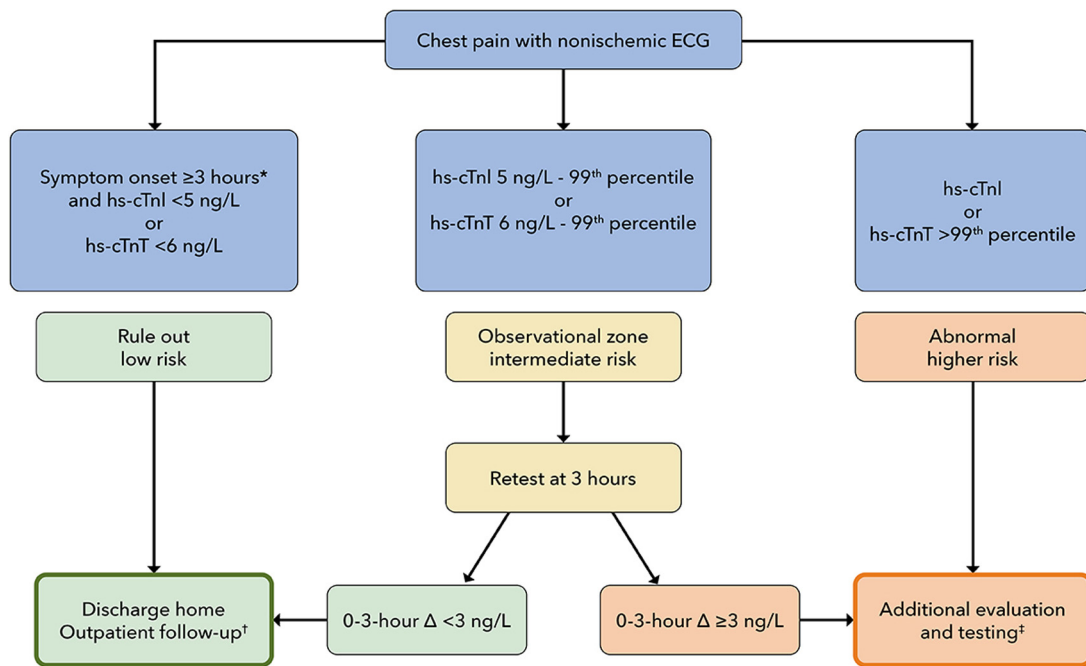 Chest pain with nonischemic ECG
Symptom onset ≥3 hours*
and hs-cTnI <5 ng/L
or
hs-cTnT <6 ng/L
hs-cTnI 5 ng/L - 99th percentile
or
hs-cTnT 6 ng/L - 99th percentile
hs-cTnI
or
hs-cTnT >99th percentile
Rule out
low risk
Observational zone
intermediate risk
Abnormal
higher risk
Retest at 3 hours
Discharge home
Outpatient follow-up†
0-3-hour Δ <3 ng/L
0-3-hour Δ ≥3 ng/L
Additional evaluation
and testing‡